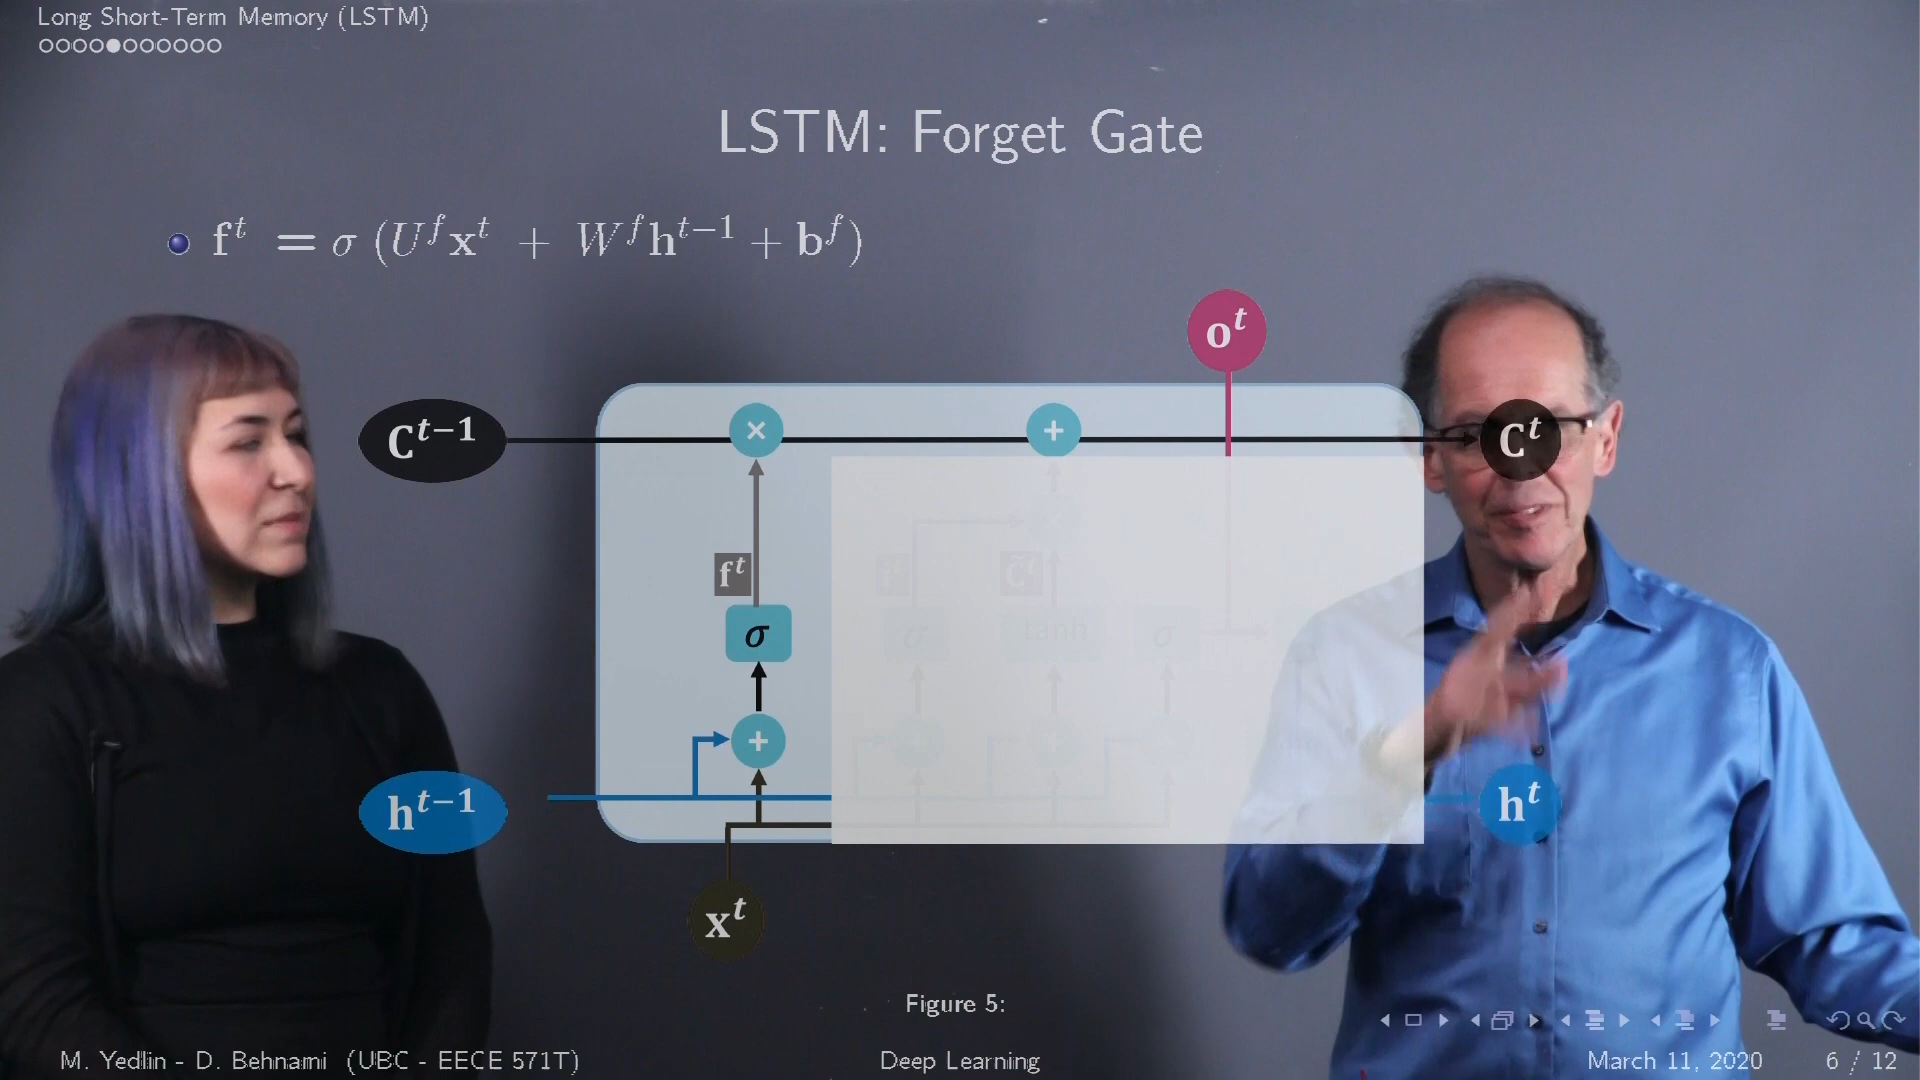 Long Short-Term Memory (LSTM)
LSTM: Forget Gate
f^t = σ (U^f x^t + W^f h^{t−1} + b^f)
o^t
C^{t−1}
×
+
C^t
f^t
C̃^t
σ
σ
tanh
σ
+
h^{t−1}
h^t
x^t
Figure 5:
M. Yedlin - D. Behnami (UBC - EECE 571T)
Deep Learning
March 11, 2020
6 / 12